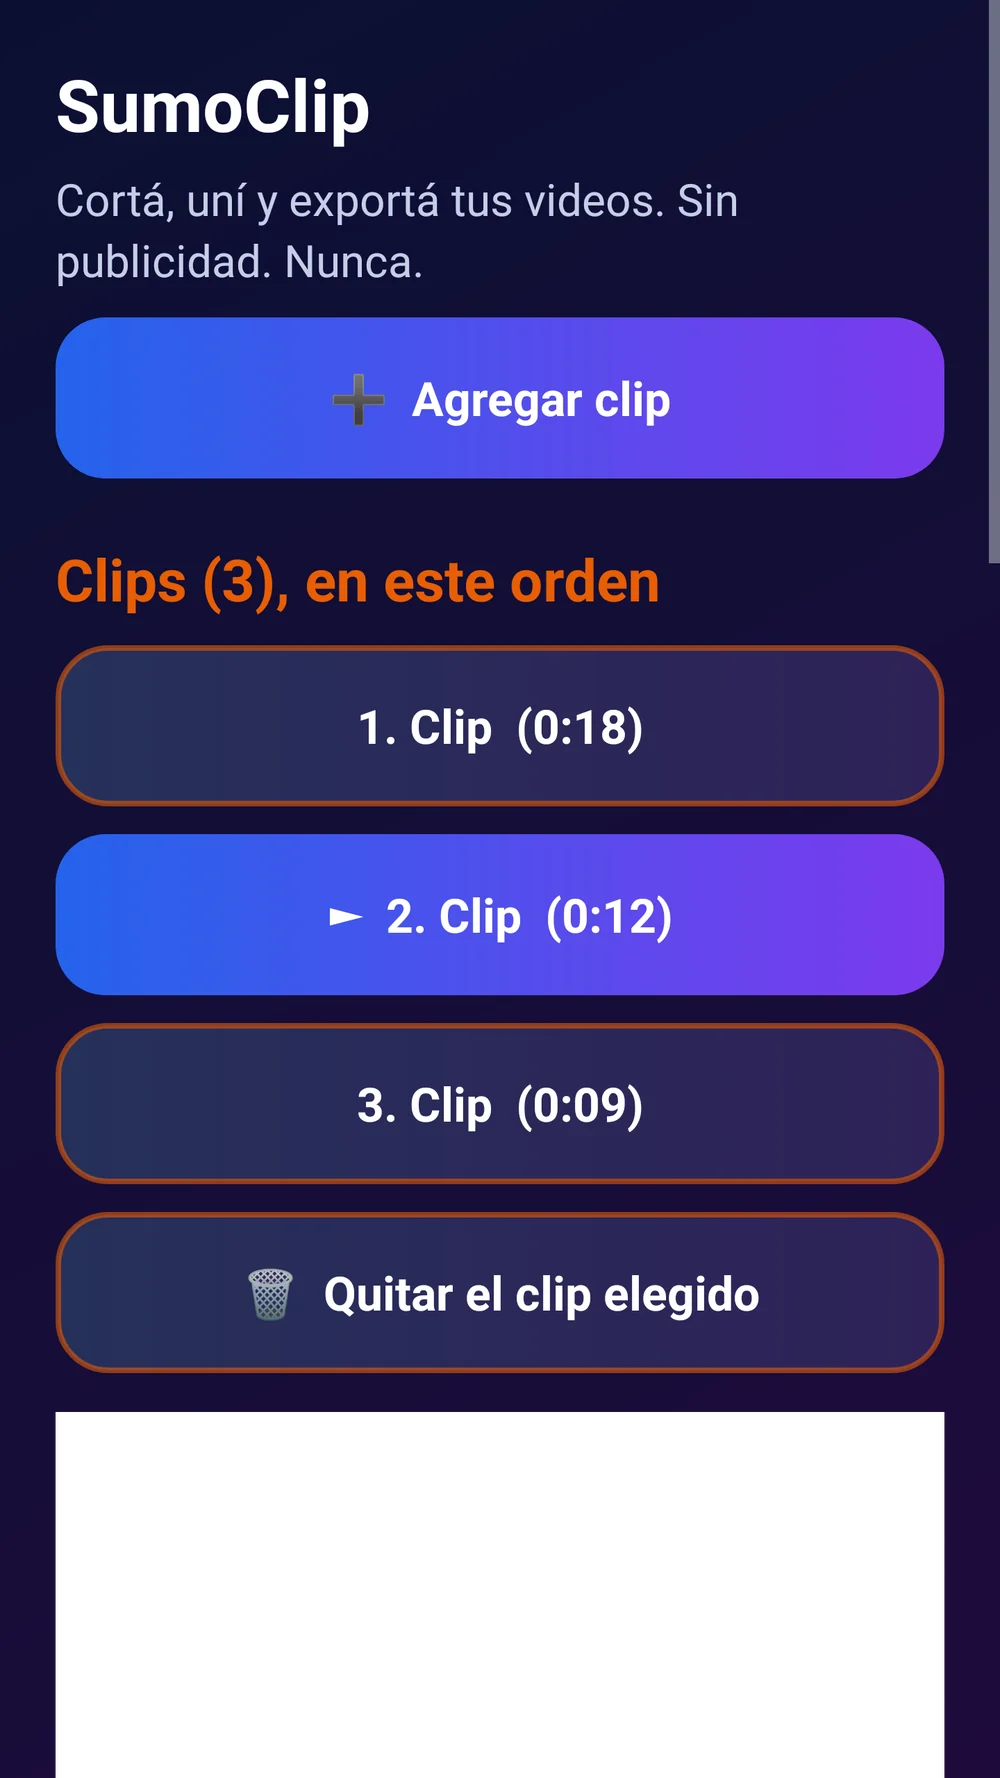 SumoClip
Cortá, uní y exportá tus videos. Sin
publicidad. Nunca.
➕ Agregar clip
Clips (3), en este orden
1. Clip (0:18)
► 2. Clip (0:12)
3. Clip (0:09)
🗑️ Quitar el clip elegido